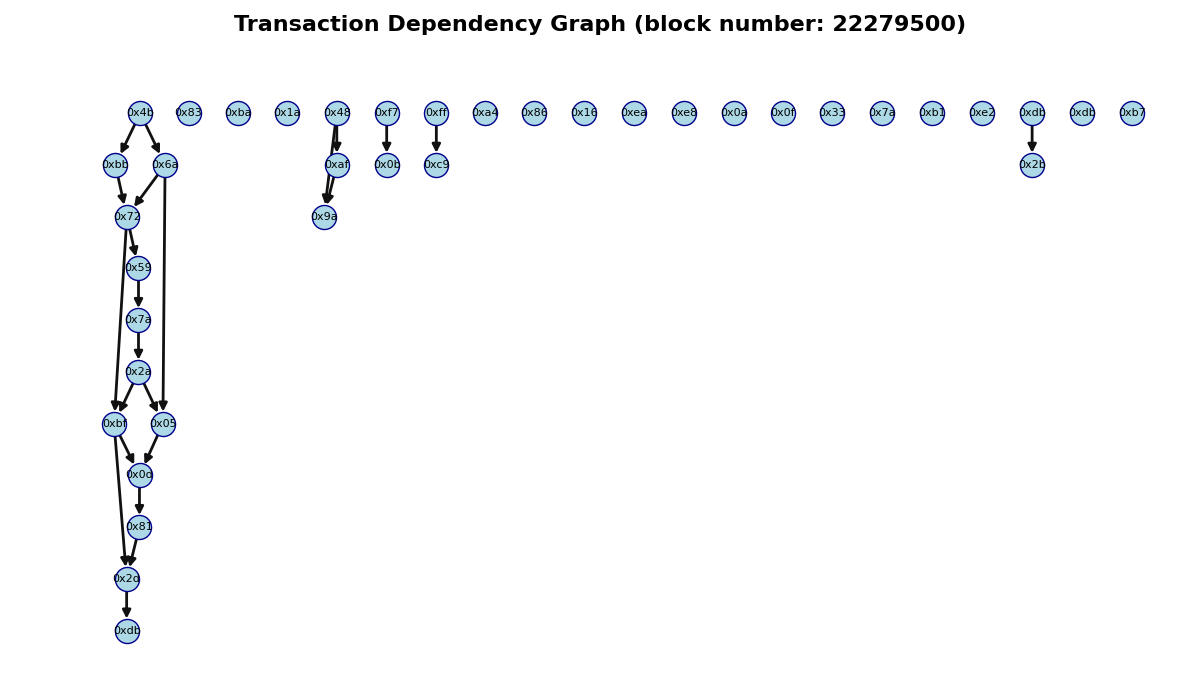 Transaction Dependency Graph (block number: 22279500)
0x4b 0x83 0xba 0x1a 0x48 0xf7 0xff 0xa4 0x86 0x16 0xea 0xe8 0x0a 0x0f 0x33 0x7a 0xb1 0xe2 0xdb 0xdb 0xb7
0xbb 0x6a 0xaf 0x0b 0xc9 0x2b
0x72 0x9a
0x59
0x7a
0x2a
0xbf 0x05
0x81
0xdb